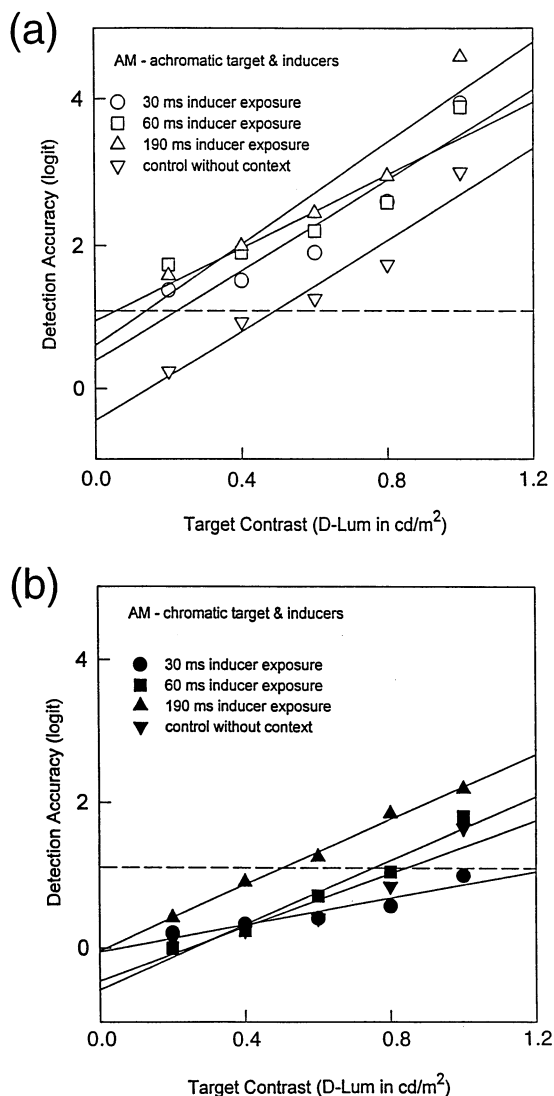 (a)
AM - achromatic target & inducers
30 ms inducer exposure
60 ms inducer exposure
190 ms inducer exposure
control without context
Detection Accuracy (logit)
4
2
0
0.0 0.4 0.8 1.2
Target Contrast (D-Lum in cd/m²)
(b)
AM - chromatic target & inducers
30 ms inducer exposure
60 ms inducer exposure
190 ms inducer exposure
control without context
Detection Accuracy (logit)
4
2
0
0.0 0.4 0.8 1.2
Target Contrast (D-Lum in cd/m²)